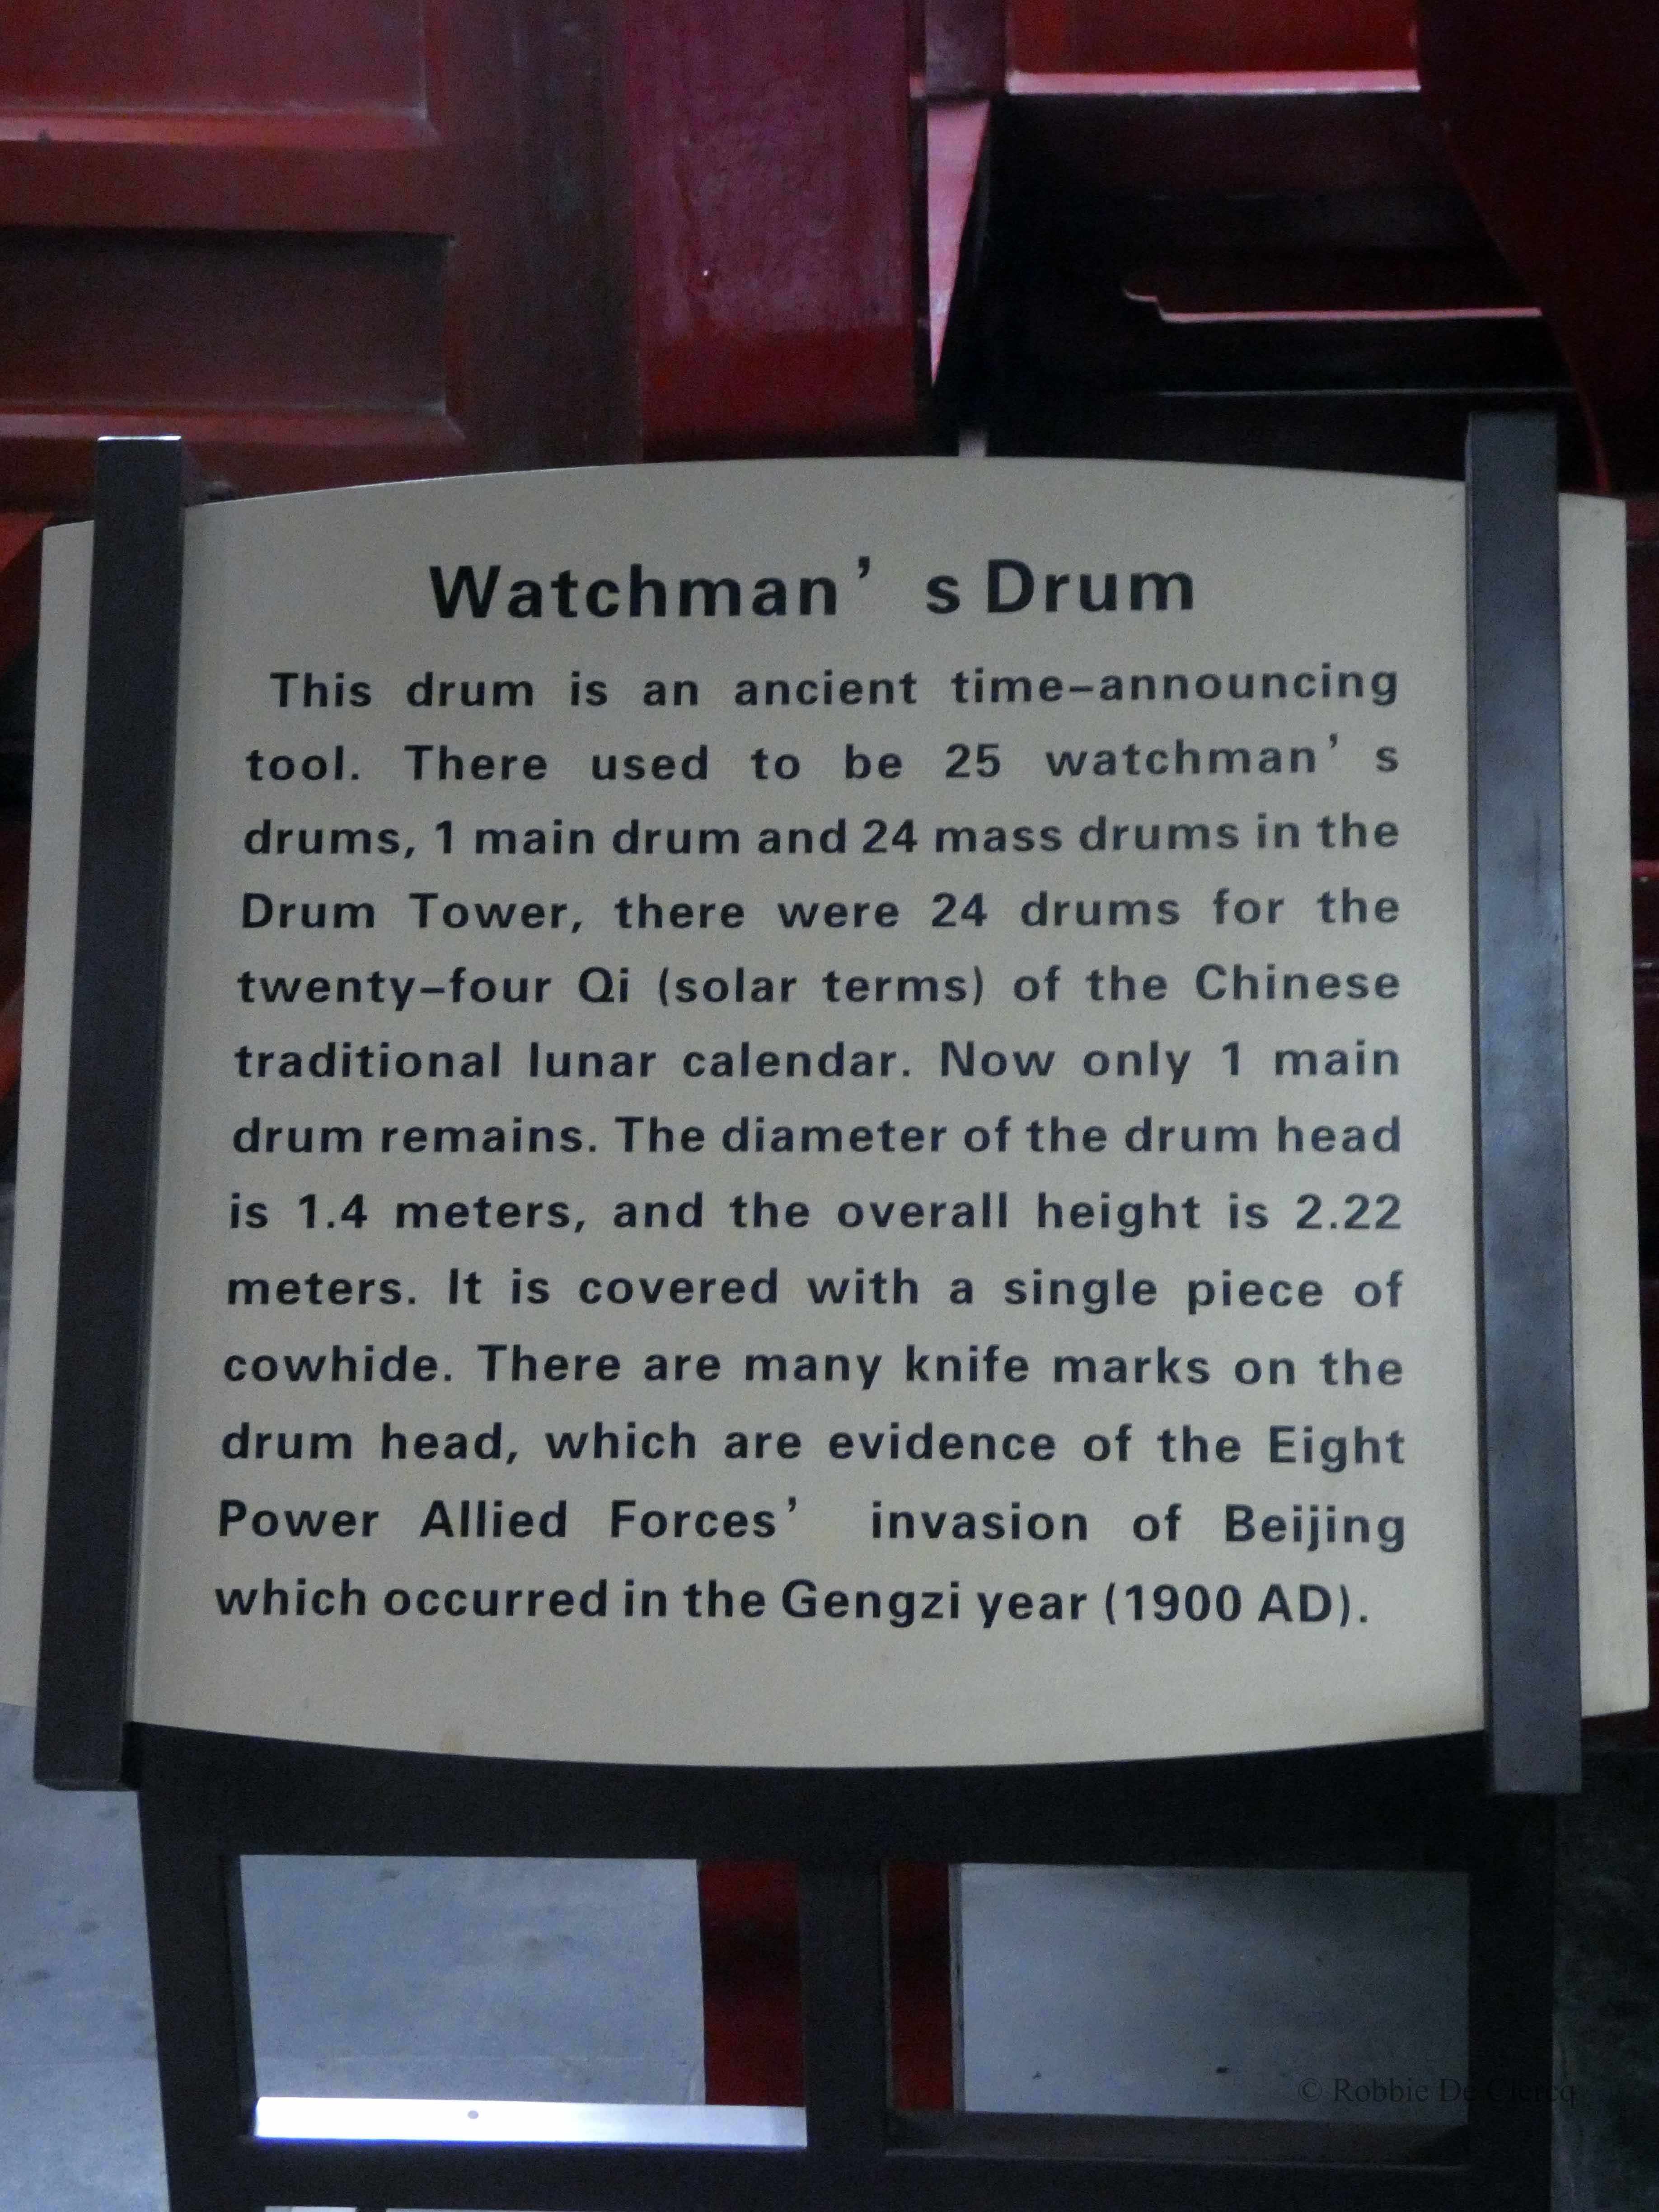 Watchman’ s Drum
This drum is an ancient time-announcing
tool. There used to be 25 watchman’ s
drums, 1 main drum and 24 mass drums in the
Drum Tower, there were 24 drums for the
twenty-four Qi (solar terms) of the Chinese
traditional lunar calendar. Now only 1 main
drum remains. The diameter of the drum head
is 1.4 meters, and the overall height is 2.22
meters. It is covered with a single piece of
cowhide. There are many knife marks on the
drum head, which are evidence of the Eight
Power Allied Forces’ invasion of Beijing
which occurred in the Gengzi year (1900 AD).
© Robbie De Clercq